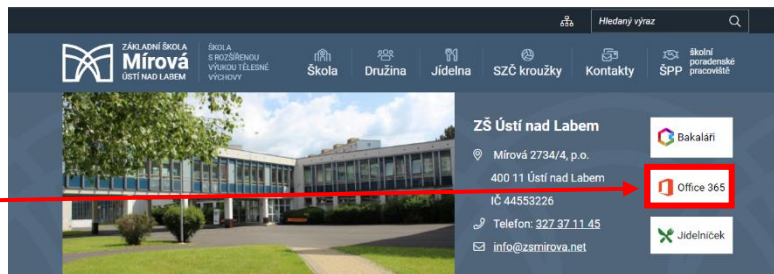 Hledaný výraz
ZÁKLADNÍ ŠKOLA
Mírová
ÚSTÍ NAD LABEM
ŠKOLA
S ROZŠÍŘENOU
VÝUKOU TĚLESNÉ
VÝCHOVY
Škola
Družina
Jídelna
SZČ kroužky
Kontakty
ŠPP
školní
poradenské
pracoviště
ZŠ Ústí nad Labem
Mírová 2734/4, p.o.
400 11 Ústí nad Labem
IČ 44553226
Telefon: 327 37 11 45
info@zsmirova.net
Bakaláři
Office 365
Jídelníček